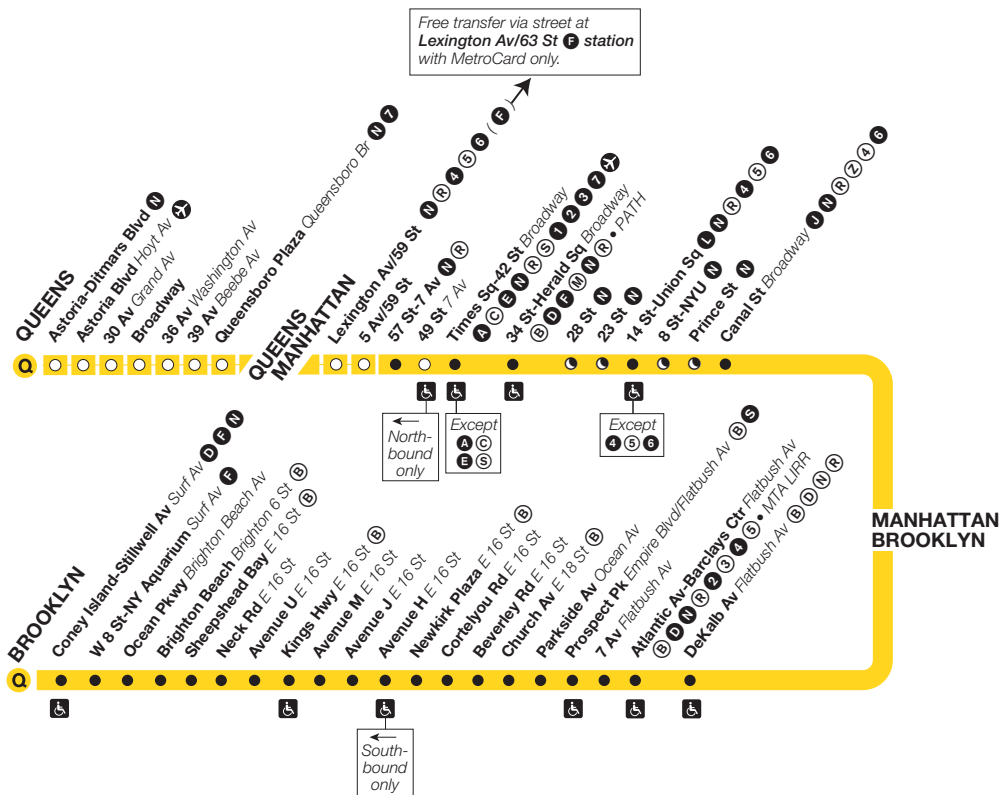 Free transfer via street at
Lexington Av/63 St F station
with MetroCard only.
QUEENS
Astoria-Ditmars Blvd N
Astoria Blvd Hoyt Av
30 Av Grand Av
Broadway
36 Av Washington Av
39 Av Beebe Av
Queensboro Plaza Queensboro Br N 7
QUEENS
MANHATTAN
Lexington Av/59 St N R 4 5 6 ( F )
5 Av/59 St
57 St-7 Av N R
49 St 7 Av
Times Sq-42 St Broadway
A C E N R S 1 2 3 7
34 St-Herald Sq Broadway
B D F M N R • PATH
28 St N
23 St N
14 St-Union Sq L N R 4 5 6
8 St-NYU N
Prince St N
Canal St Broadway J N R Z 4 6
Q
North-
bound
only
Except
A C
E S
Except
4 5 6
MANHATTAN
BROOKLYN
BROOKLYN
Coney Island-Stillwell Av Surf Av D F N
W 8 St-NY Aquarium Surf Av F
Ocean Pkwy Brighton Beach Av
Brighton Beach Brighton 6 St B
Sheepshead Bay E 16 St B
Neck Rd E 16 St
Avenue U E 16 St
Kings Hwy E 16 St B
Avenue M E 16 St
Avenue J E 16 St
Avenue H E 16 St
Newkirk Plaza E 16 St B
Cortelyou Rd E 16 St
Beverley Rd E 16 St
Church Av E 18 St B
Parkside Av Ocean Av
Prospect Pk Empire Blvd/Flatbush Av B S
7 Av Flatbush Av
Atlantic Av-Barclays Ctr Flatbush Av
B D N R 2 3 4 5 • MTA LIRR
DeKalb Av Flatbush Av B D N R
Q
South-
bound
only